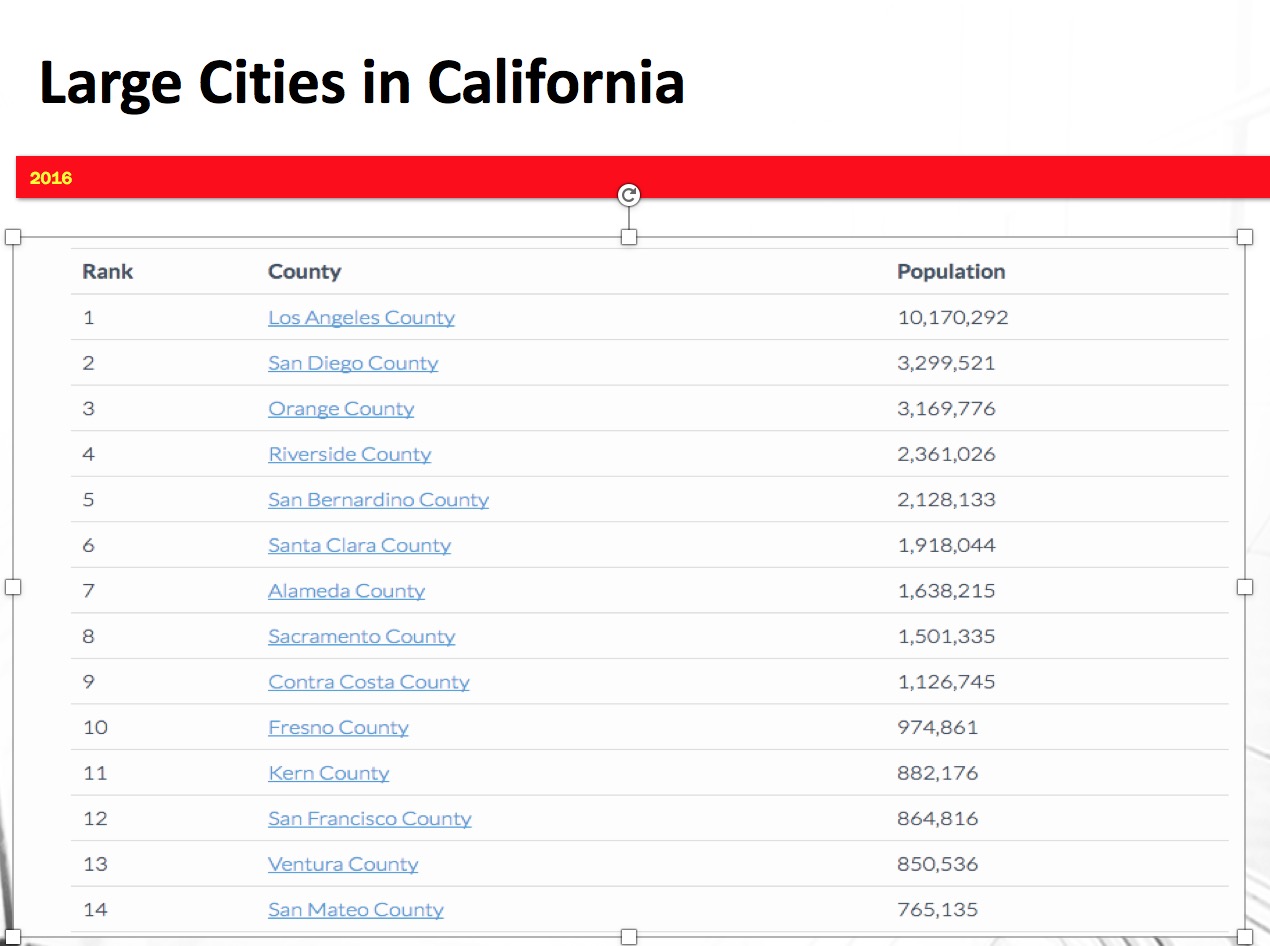 Large Cities in California
2016
Rank County Population
1 Los Angeles County 10,170,292
2 San Diego County 3,299,521
3 Orange County 3,169,776
4 Riverside County 2,361,026
5 San Bernardino County 2,128,133
6 Santa Clara County 1,918,044
7 Alameda County 1,638,215
8 Sacramento County 1,501,335
9 Contra Costa County 1,126,745
10 Fresno County 974,861
11 Kern County 882,176
12 San Francisco County 864,816
13 Ventura County 850,536
14 San Mateo County 765,135